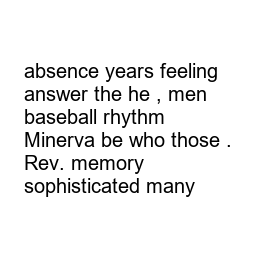 absence years feeling
answer the he , men
baseball rhythm
Minerva be who those .
Rev. memory
sophisticated many